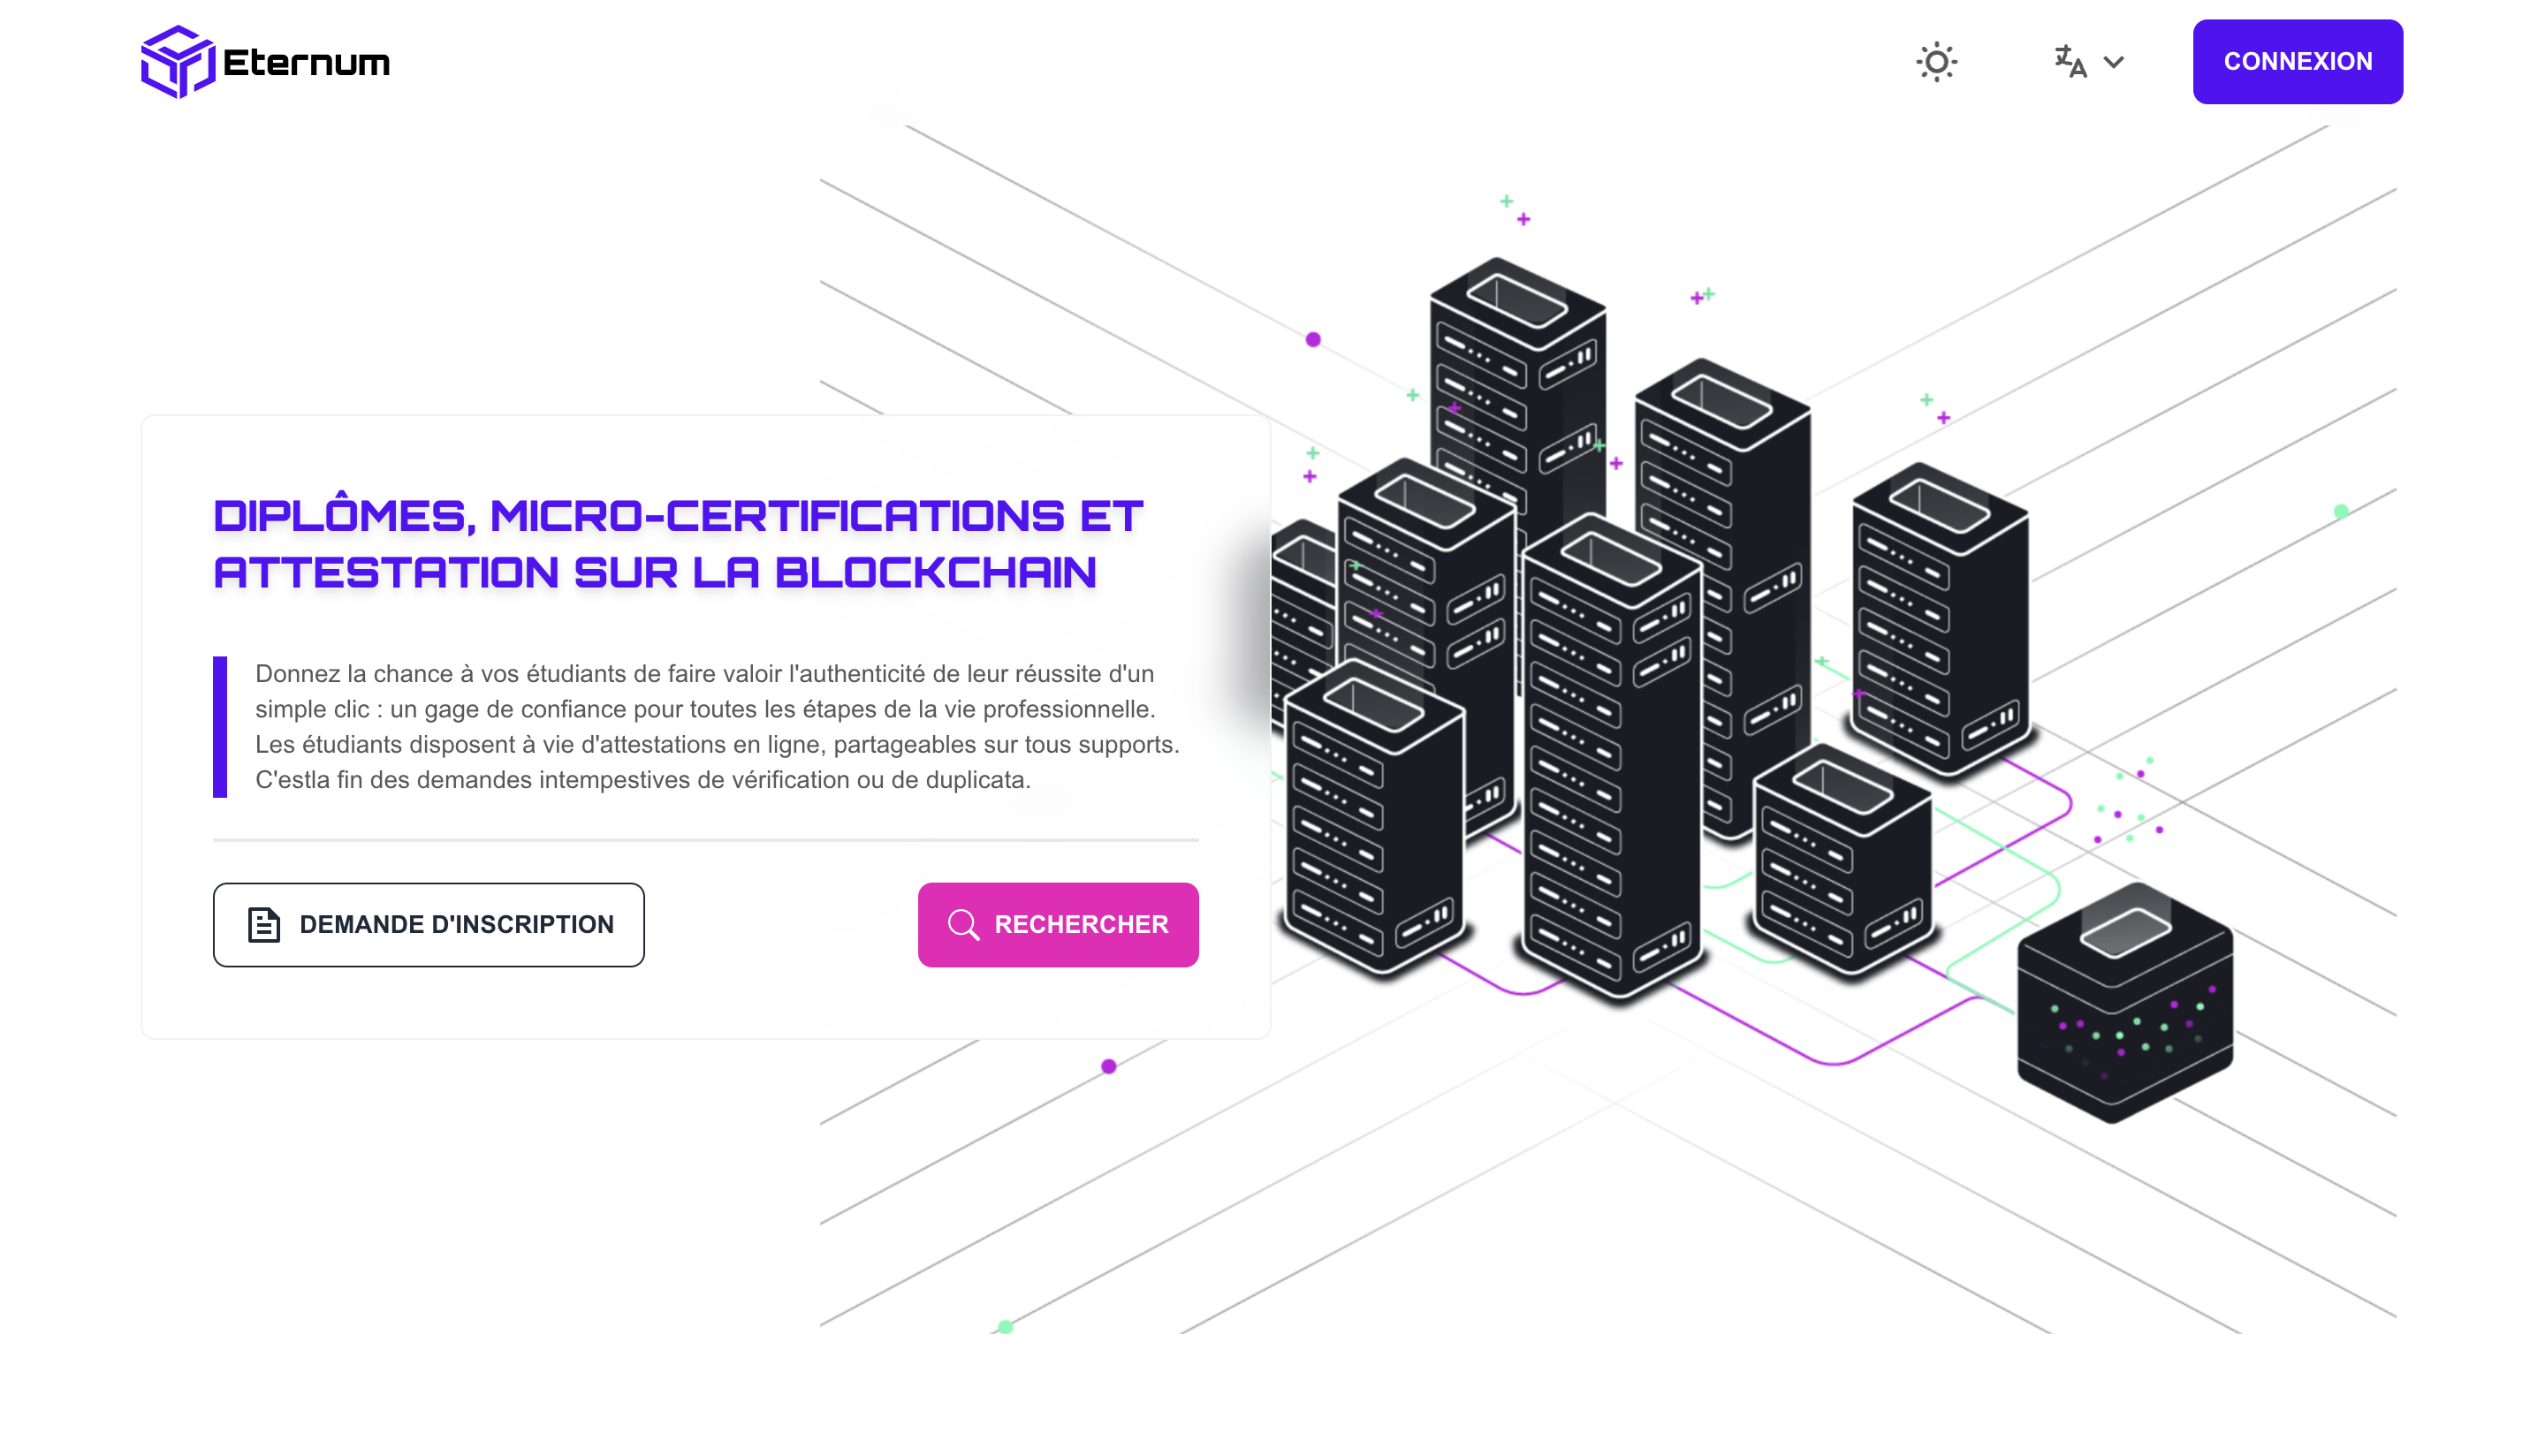 Eternum
CONNEXION
DIPLÔMES, MICRO-CERTIFICATIONS ET
ATTESTATION SUR LA BLOCKCHAIN
Donnez la chance à vos étudiants de faire valoir l'authenticité de leur réussite d'un
simple clic : un gage de confiance pour toutes les étapes de la vie professionnelle.
Les étudiants disposent à vie d'attestations en ligne, partageables sur tous supports.
C'estla fin des demandes intempestives de vérification ou de duplicata.
DEMANDE D'INSCRIPTION
RECHERCHER